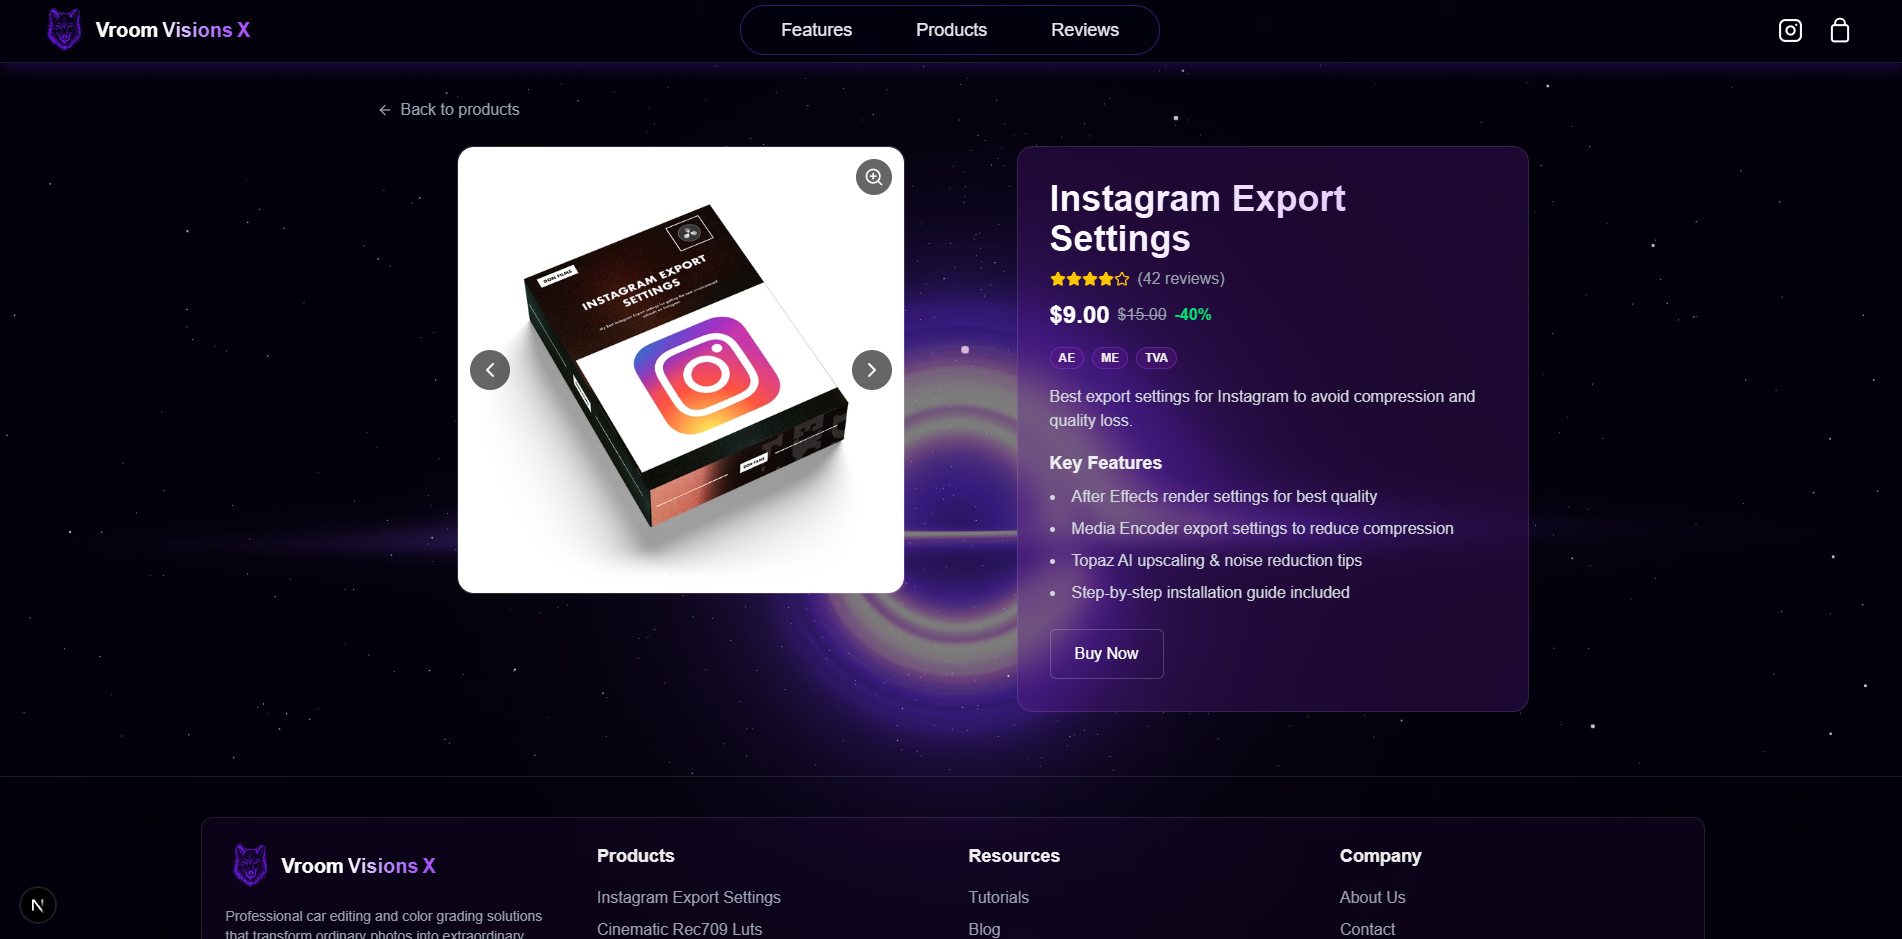 Vroom Visions X
Features
Products
Reviews
Back to products
DON FILMS
INSTAGRAM EXPORT
SETTINGS
Instagram Export
Settings
(42 reviews)
$9.00 $15.00 -40%
AE ME TVA
Best export settings for Instagram to avoid compression and
quality loss.
Key Features
After Effects render settings for best quality
Media Encoder export settings to reduce compression
Topaz AI upscaling & noise reduction tips
Step-by-step installation guide included
Buy Now
Vroom Visions X
Professional car editing and color grading solutions
that transform ordinary photos into extraordinary
Products
Instagram Export Settings
Cinematic Rec709 Luts
Resources
Tutorials
Blog
Company
About Us
Contact
N